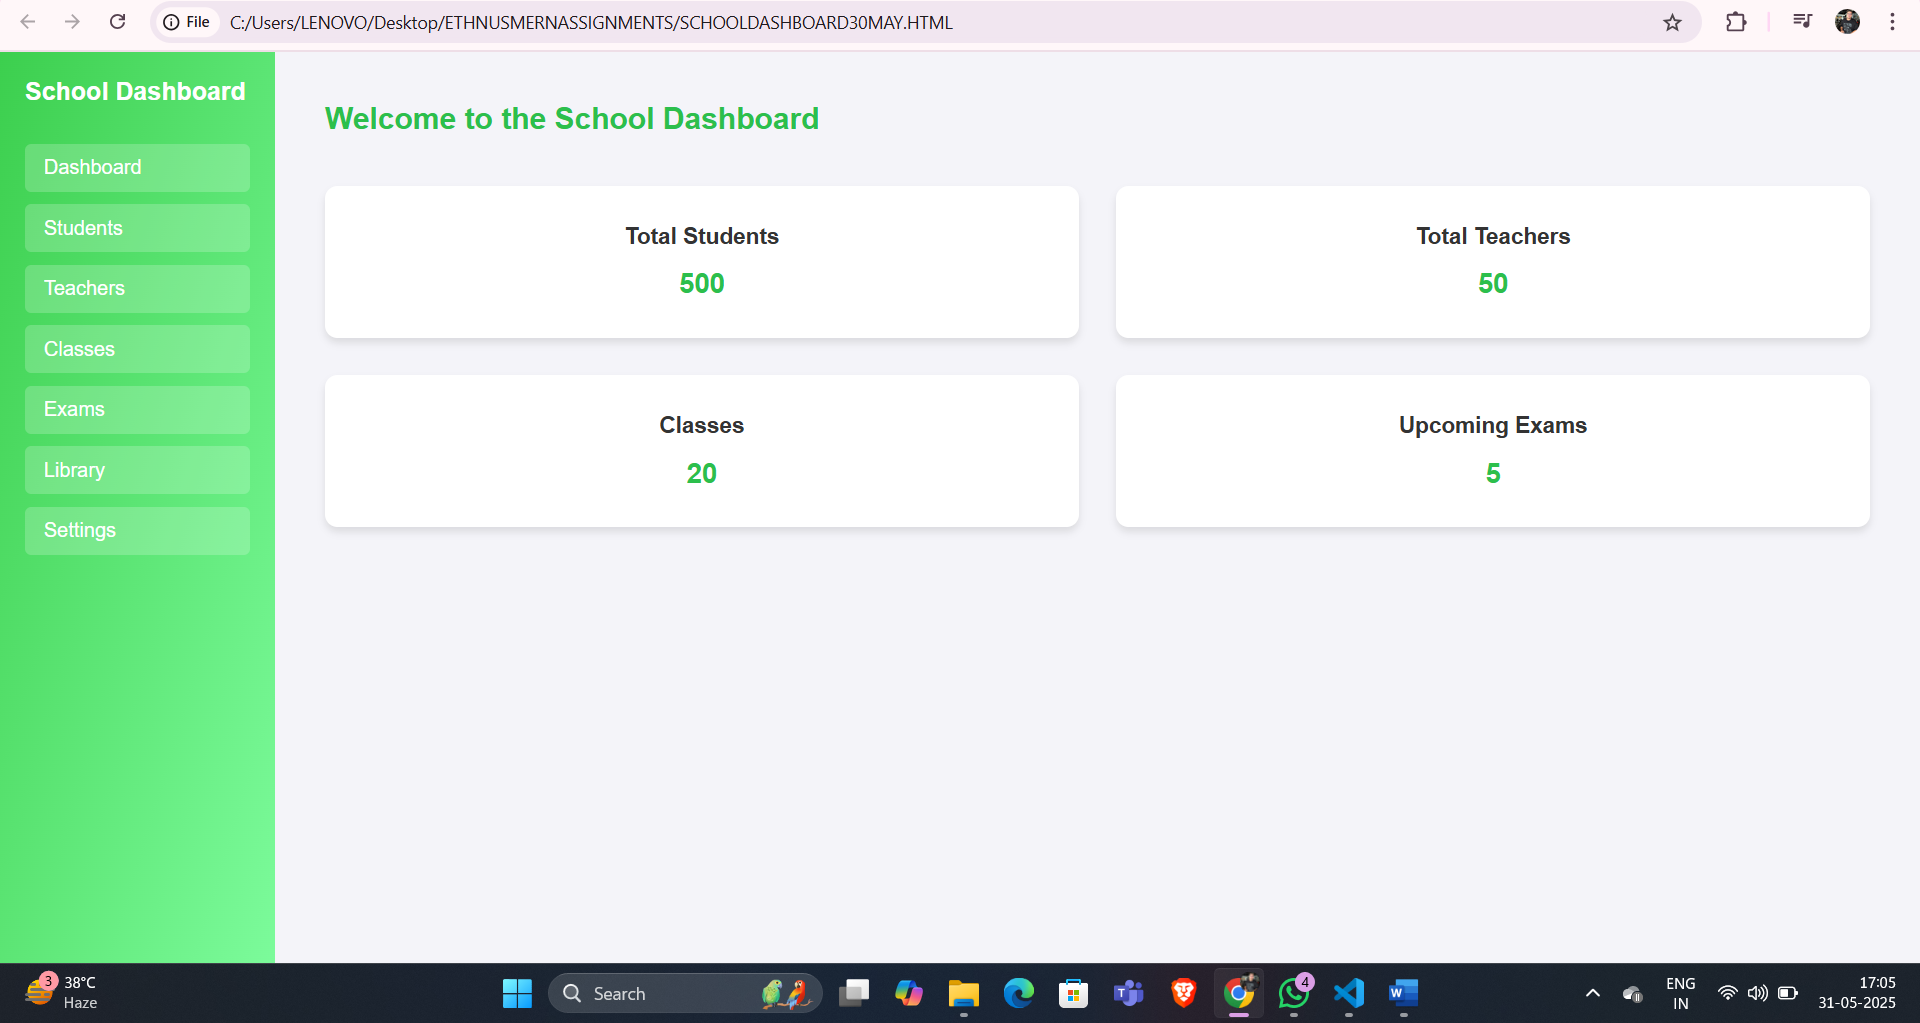 File
C:/Users/LENOVO/Desktop/ETHNUSMERNASSIGNMENTS/SCHOOLDASHBOARD30MAY.HTML
School Dashboard
Dashboard
Students
Teachers
Classes
Exams
Library
Settings
Welcome to the School Dashboard
Total Students
500
Total Teachers
50
Classes
20
Upcoming Exams
5
3
38°C
Haze
Search
T
4
W
ENG
IN
17:05
31-05-2025